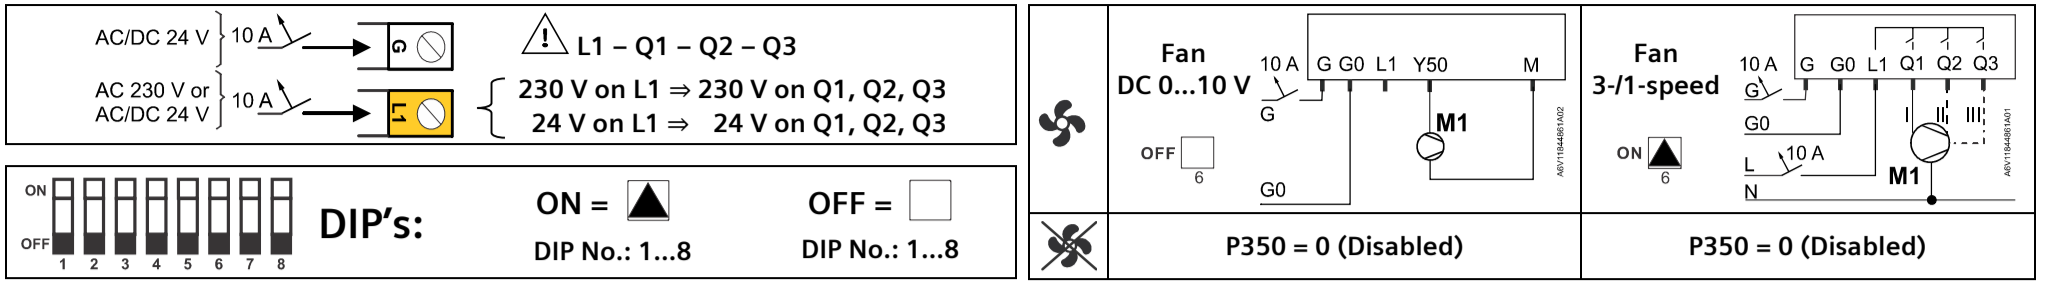 AC/DC 24 V
10 A
G
AC 230 V or
AC/DC 24 V
10 A
L1
!
L1 – Q1 – Q2 – Q3
230 V on L1 ⇒ 230 V on Q1, Q2, Q3
24 V on L1 ⇒ 24 V on Q1, Q2, Q3
ON
OFF
1 2 3 4 5 6 7 8
DIP’s:
ON =
DIP No.: 1...8
OFF =
DIP No.: 1...8
Fan
DC 0...10 V
OFF
6
10 A
G G0 L1 Y50 M
G
M1
G0
A6V11844861A02
Fan
3-/1-speed
ON
6
10 A
G G0 L1 Q1 Q2 Q3
G
G0
I II III
L
10 A
N
M1
A6V11844861A01
P350 = 0 (Disabled)
P350 = 0 (Disabled)